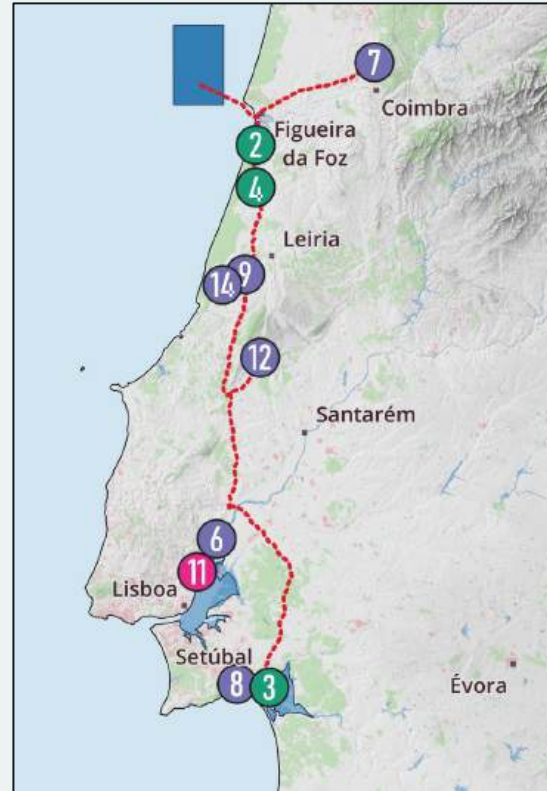 7
Coimbra
2
Figueira
da Foz
4
Leiria
9
14
12
Santarém
6
11
Lisboa
Setúbal
8
3
Évora